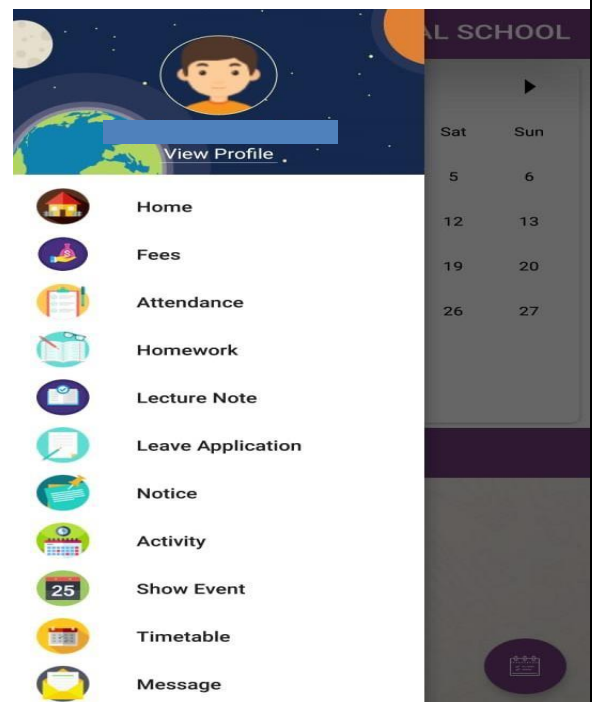 AL SCHOOL
Sat Sun
5 6
12 13
19 20
26 27
View Profile
Home
Fees
Attendance
Homework
Lecture Note
Leave Application
Notice
Activity
25 Show Event
Timetable
Message